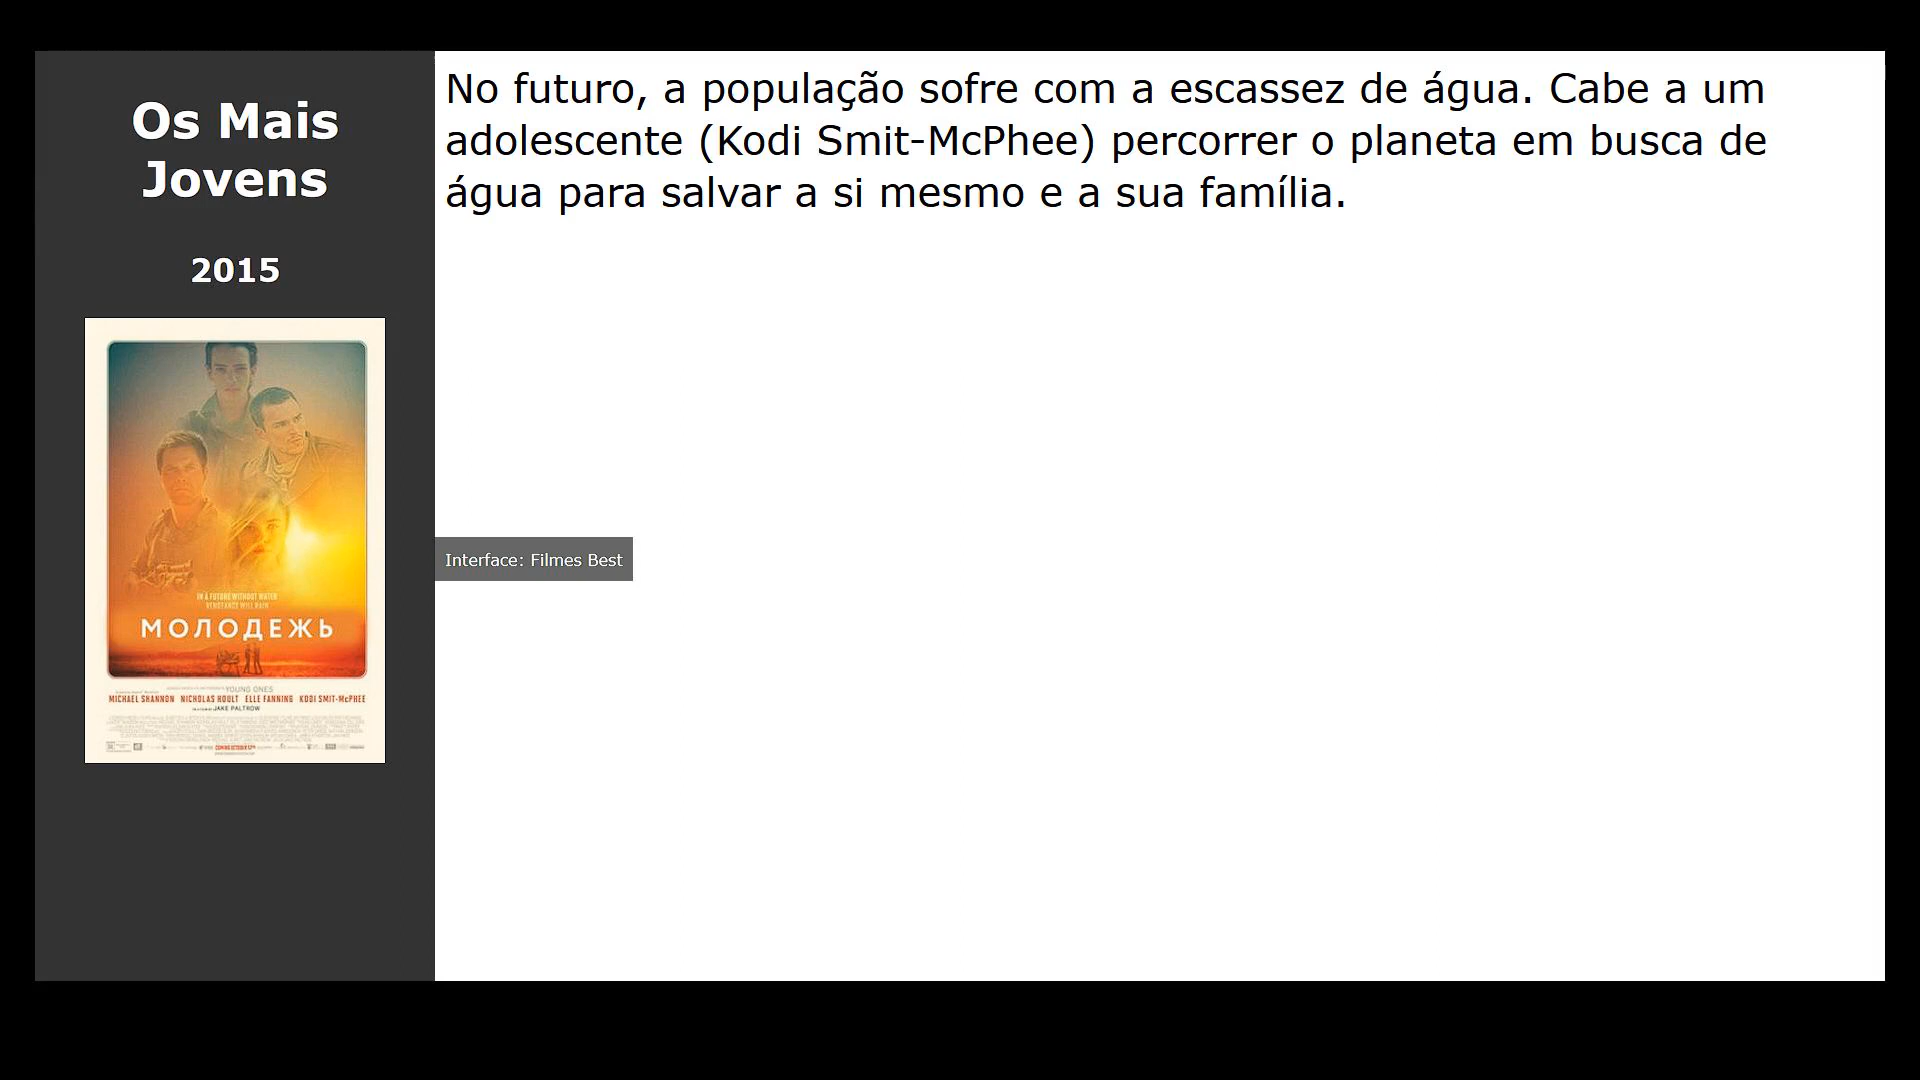 Os Mais
Jovens
2015
IN A FUTURE WITHOUT WATER
VENGEANCE WILL RAIN
МОЛОДЕЖЬ
YOUNG ONES
MICHAEL SHANNON NICHOLAS HOULT ELLE FANNING KODI SMIT-McPHEE
JAKE PALTROW
No futuro, a população sofre com a escassez de água. Cabe a um
adolescente (Kodi Smit-McPhee) percorrer o planeta em busca de
água para salvar a si mesmo e a sua família.
Interface: Filmes Best